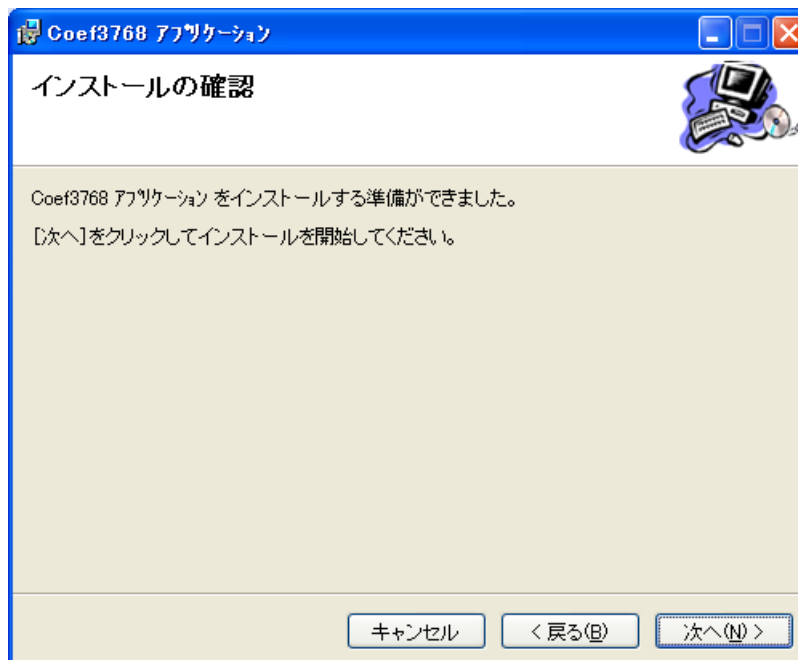 Coef3768 ｱﾌﾟﾘｹｰｼｮﾝ
インストールの確認
Coef3768 ｱﾌﾟﾘｹｰｼｮﾝ をインストールする準備ができました。
[次へ]をクリックしてインストールを開始してください。
キャンセル
< 戻る(B)
次へ(N) >